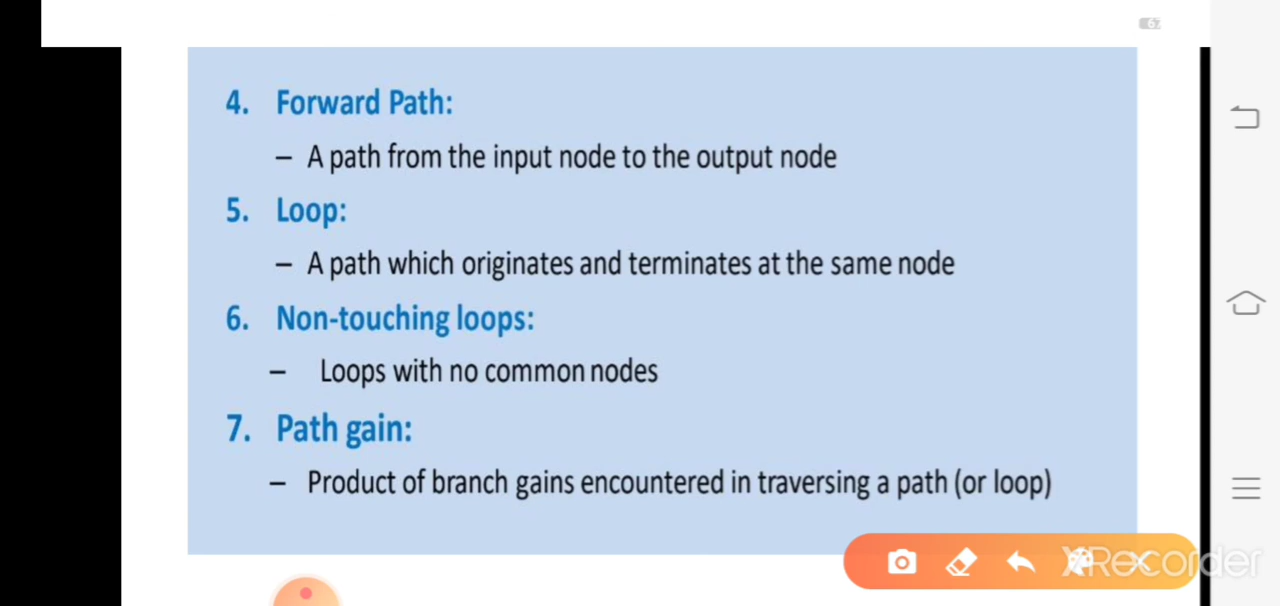 67
4. Forward Path:
– A path from the input node to the output node
5. Loop:
– A path which originates and terminates at the same node
6. Non-touching loops:
– Loops with no common nodes
7. Path gain:
– Product of branch gains encountered in traversing a path (or loop)
XRecorder